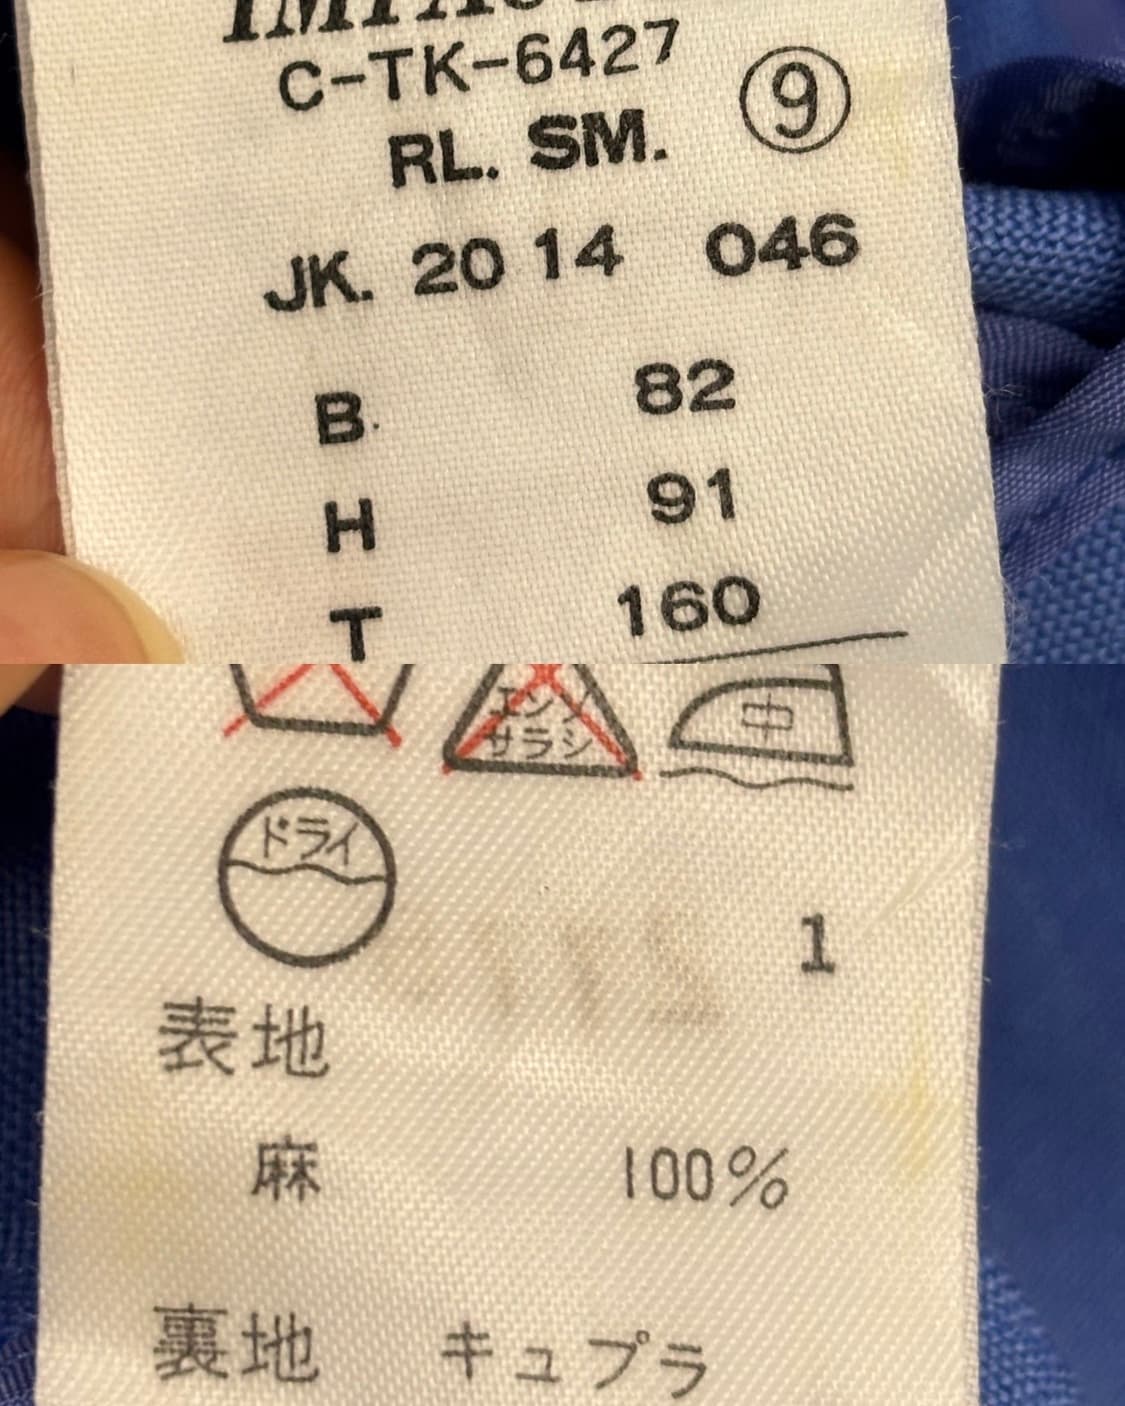 C-TK-6427
⑨
RL. SM.
JK. 20 14 046
B. 82
H 91
T 160
エンソ
サラシ
中
ドライ
1
表地
麻 100%
裏地 キュプラ